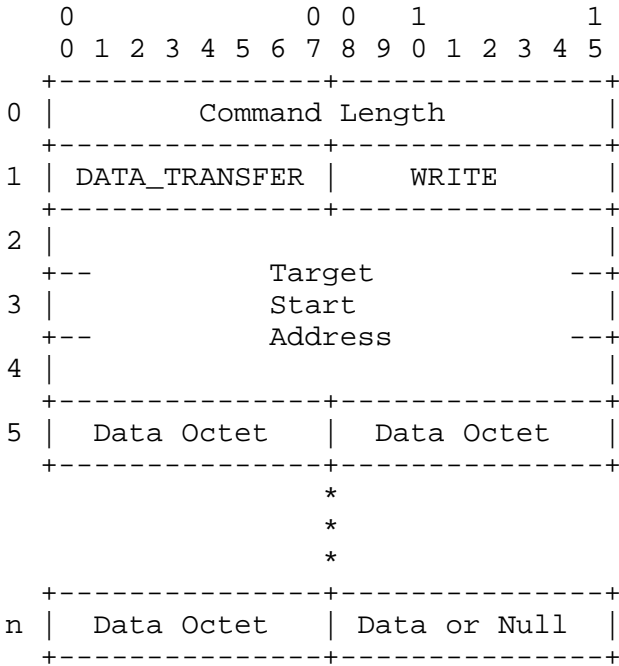 0             0 0   1         1
     0 1 2 3 4 5 6 7 8 9 0 1 2 3 4 5
    +---------------+---------------+
0   |        Command Length         |
    +---------------+---------------+
1   | DATA_TRANSFER |    WRITE      |
    +---------------+---------------+
2   |                               |
    +--          Target           --+
3   |            Start              |
    +--          Address          --+
4   |                               |
    +---------------+---------------+
5   |  Data Octet   |  Data Octet   |
    +---------------+---------------+
                    *
                    *
                    *
    +---------------+---------------+
n   |  Data Octet   | Data or Null  |
    +---------------+---------------+